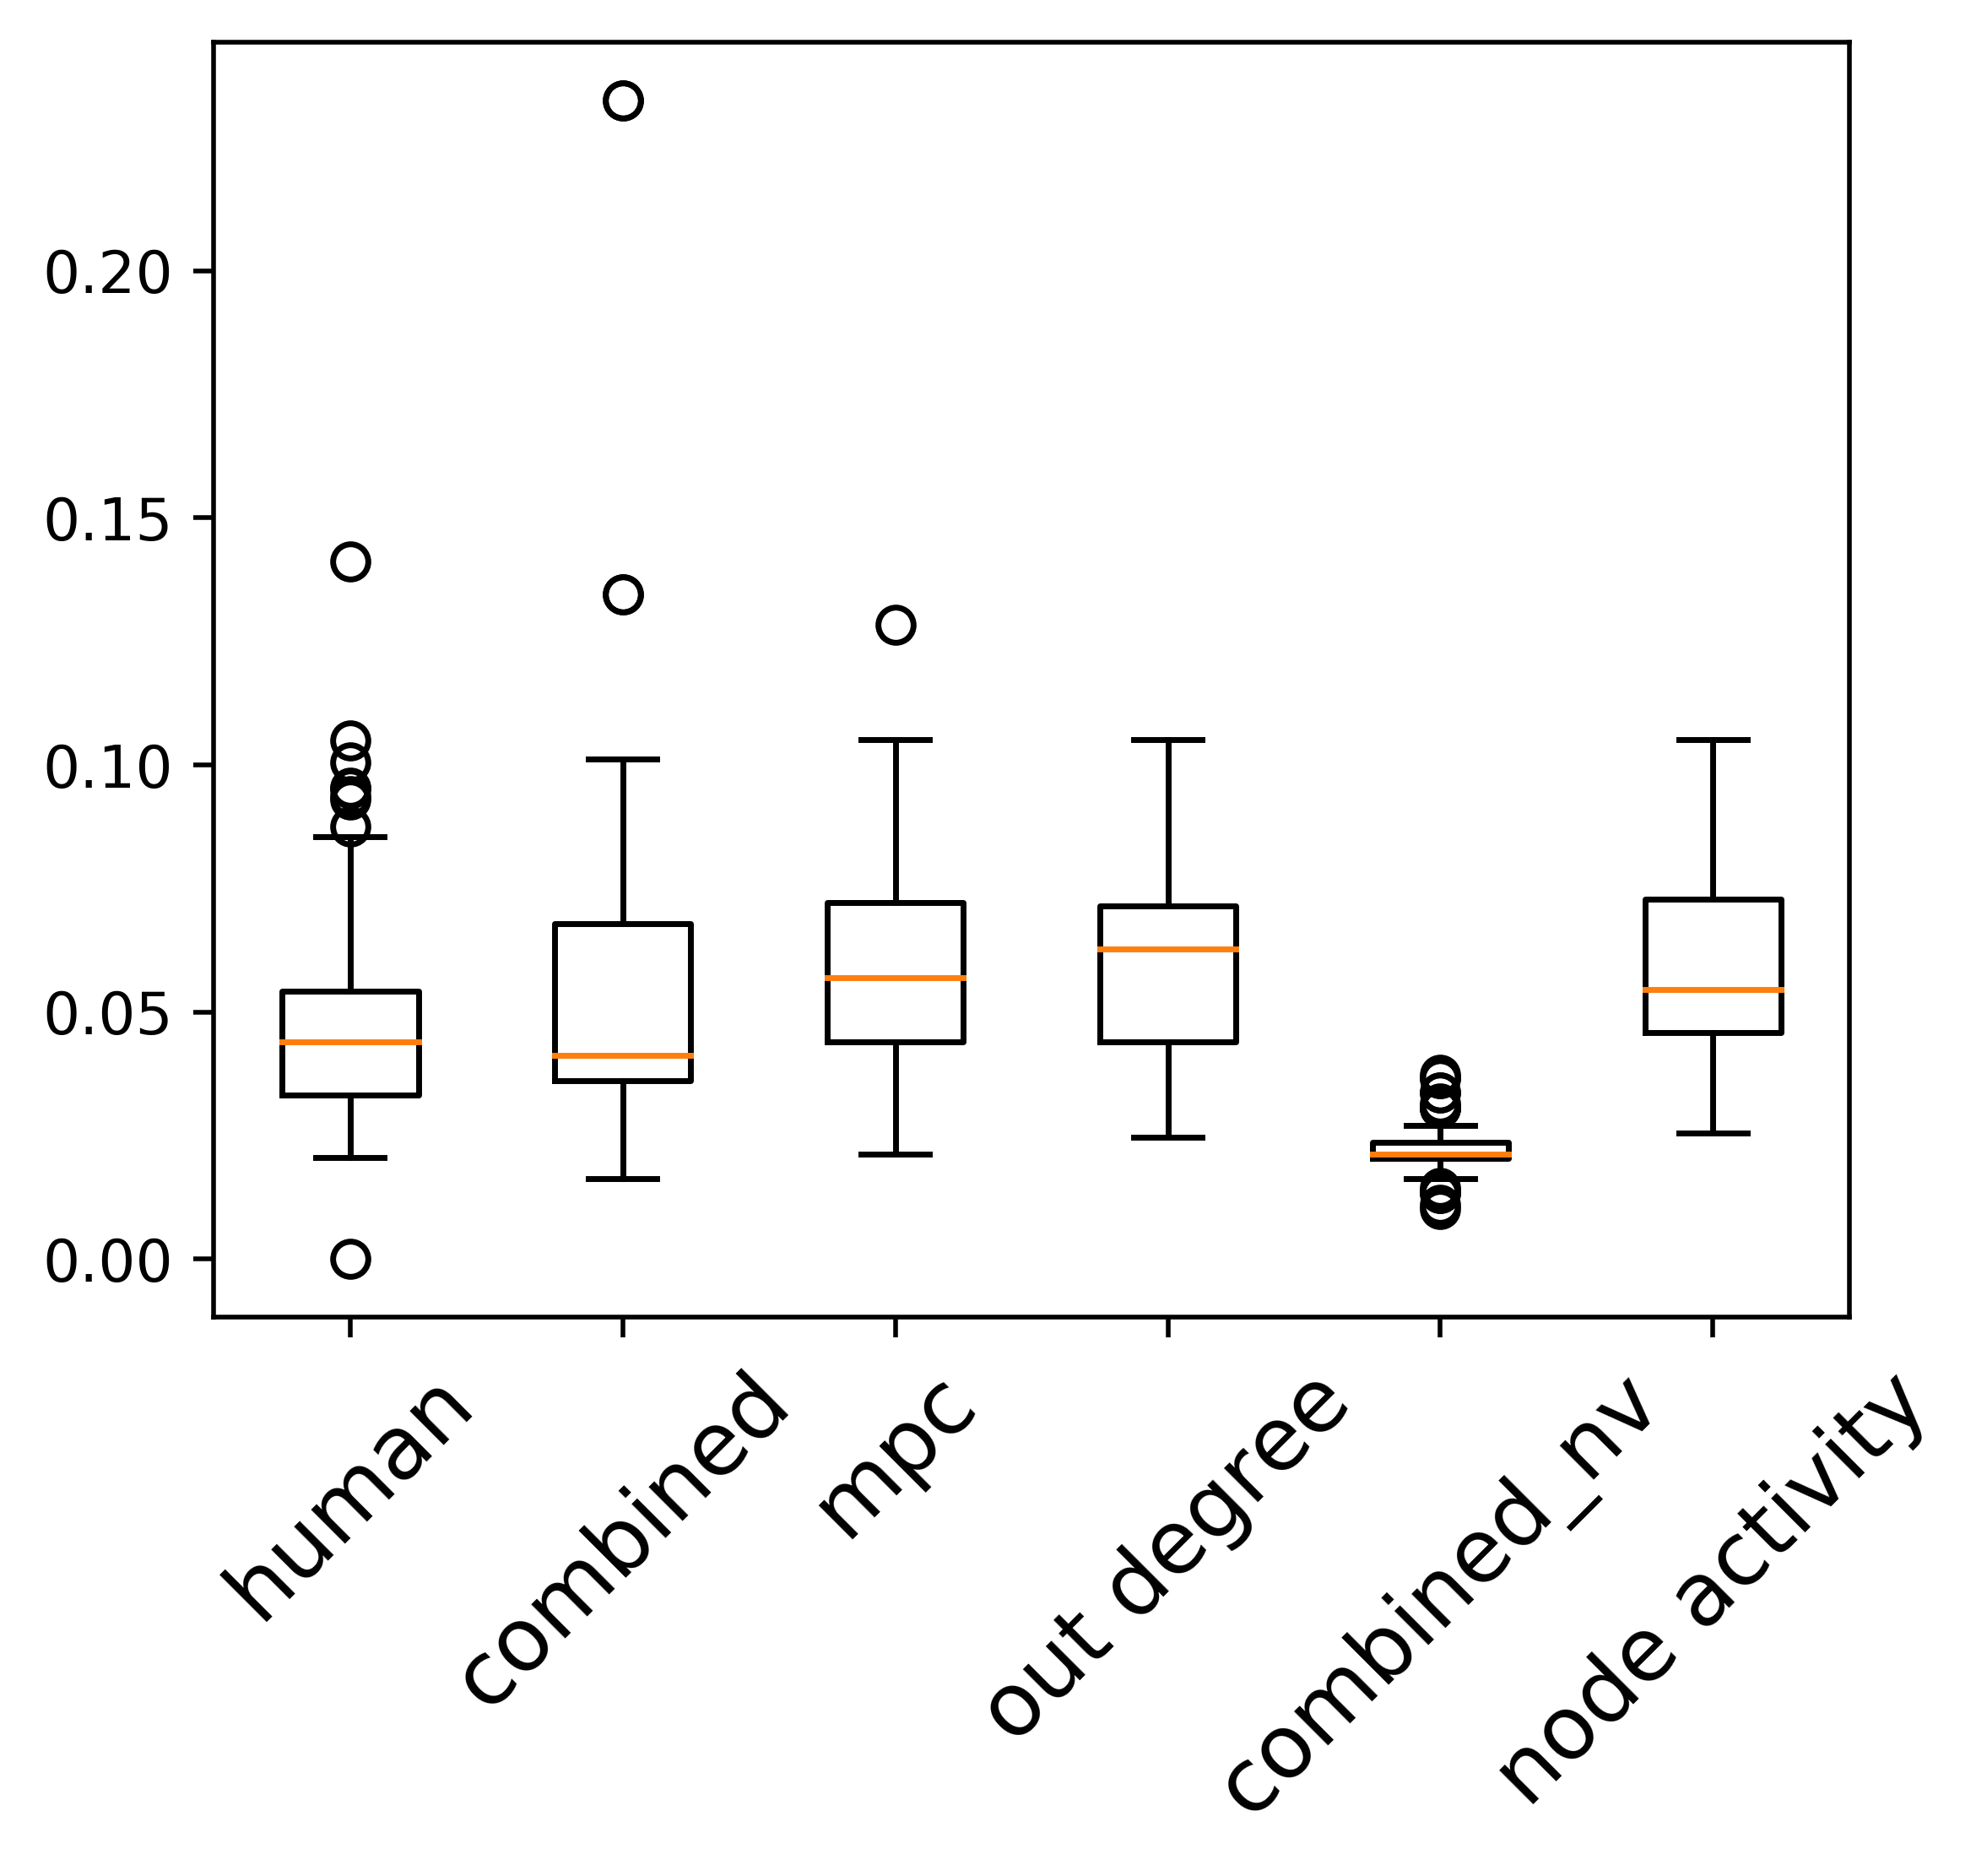 0.20
0.15
0.10
0.05
0.00
human
combined
mpc
out degree
combined_nv
node activity